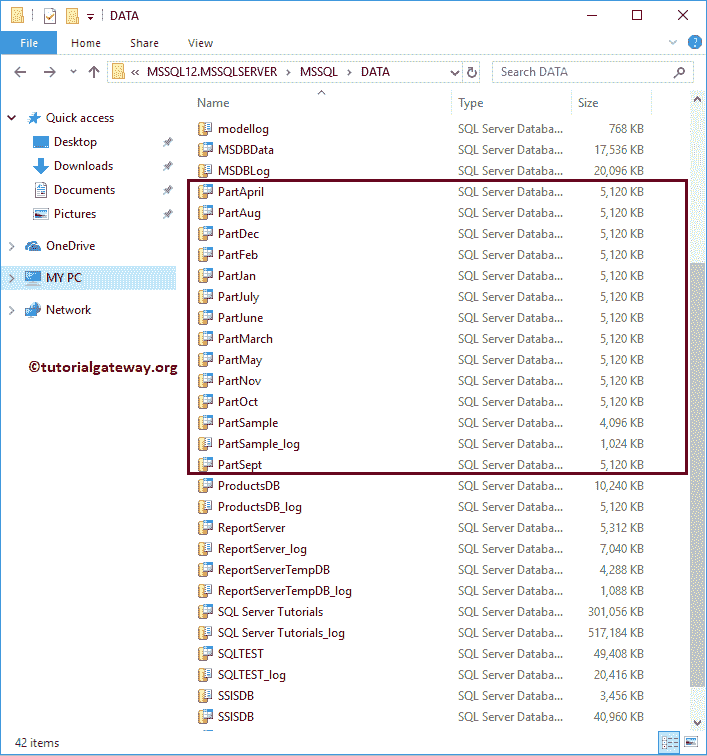 DATA
File Home Share View
« MSSQL12.MSSQLSERVER > MSSQL > DATA Search DATA
Name Type Size
Quick access
Desktop
Downloads
Documents
Pictures
OneDrive
MY PC
Network
©tutorialgateway.org
modellog SQL Server Databa... 768 KB
MSDBData SQL Server Databa... 17,536 KB
MSDBLog SQL Server Databa... 20,096 KB
PartApril SQL Server Databa... 5,120 KB
PartAug SQL Server Databa... 5,120 KB
PartDec SQL Server Databa... 5,120 KB
PartFeb SQL Server Databa... 5,120 KB
PartJan SQL Server Databa... 5,120 KB
PartJuly SQL Server Databa... 5,120 KB
PartJune SQL Server Databa... 5,120 KB
PartMarch SQL Server Databa... 5,120 KB
PartMay SQL Server Databa... 5,120 KB
PartNov SQL Server Databa... 5,120 KB
PartOct SQL Server Databa... 5,120 KB
PartSample SQL Server Databa... 4,096 KB
PartSample_log SQL Server Databa... 1,024 KB
PartSept SQL Server Databa... 5,120 KB
ProductsDB SQL Server Databa... 10,240 KB
ProductsDB_log SQL Server Databa... 5,120 KB
ReportServer SQL Server Databa... 5,312 KB
ReportServer_log SQL Server Databa... 7,040 KB
ReportServerTempDB SQL Server Databa... 4,288 KB
ReportServerTempDB_log SQL Server Databa... 1,088 KB
SQL Server Tutorials SQL Server Databa... 301,056 KB
SQL Server Tutorials_log SQL Server Databa... 517,184 KB
SQLTEST SQL Server Databa... 49,408 KB
SQLTEST_log SQL Server Databa... 20,416 KB
SSISDB SQL Server Databa... 3,456 KB
SSISDB SQL Server Databa... 40,960 KB
42 items